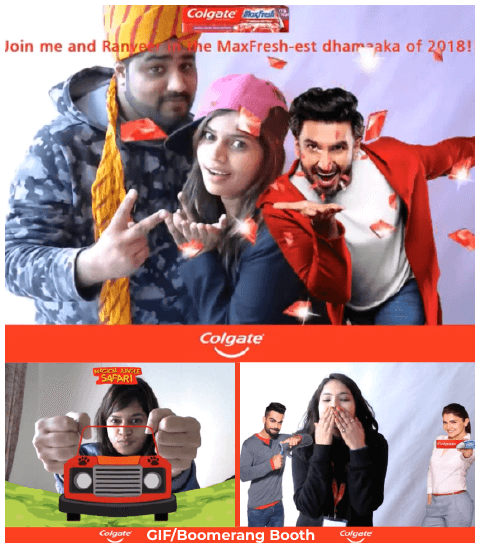 Colgate
MaxFresh
Join me and Ranveer in the MaxFresh-est dhamaaka of 2018!
Colgate
MAGICAL JUNGLE
SAFARI
Colgate GIF/Boomerang Booth Colgate